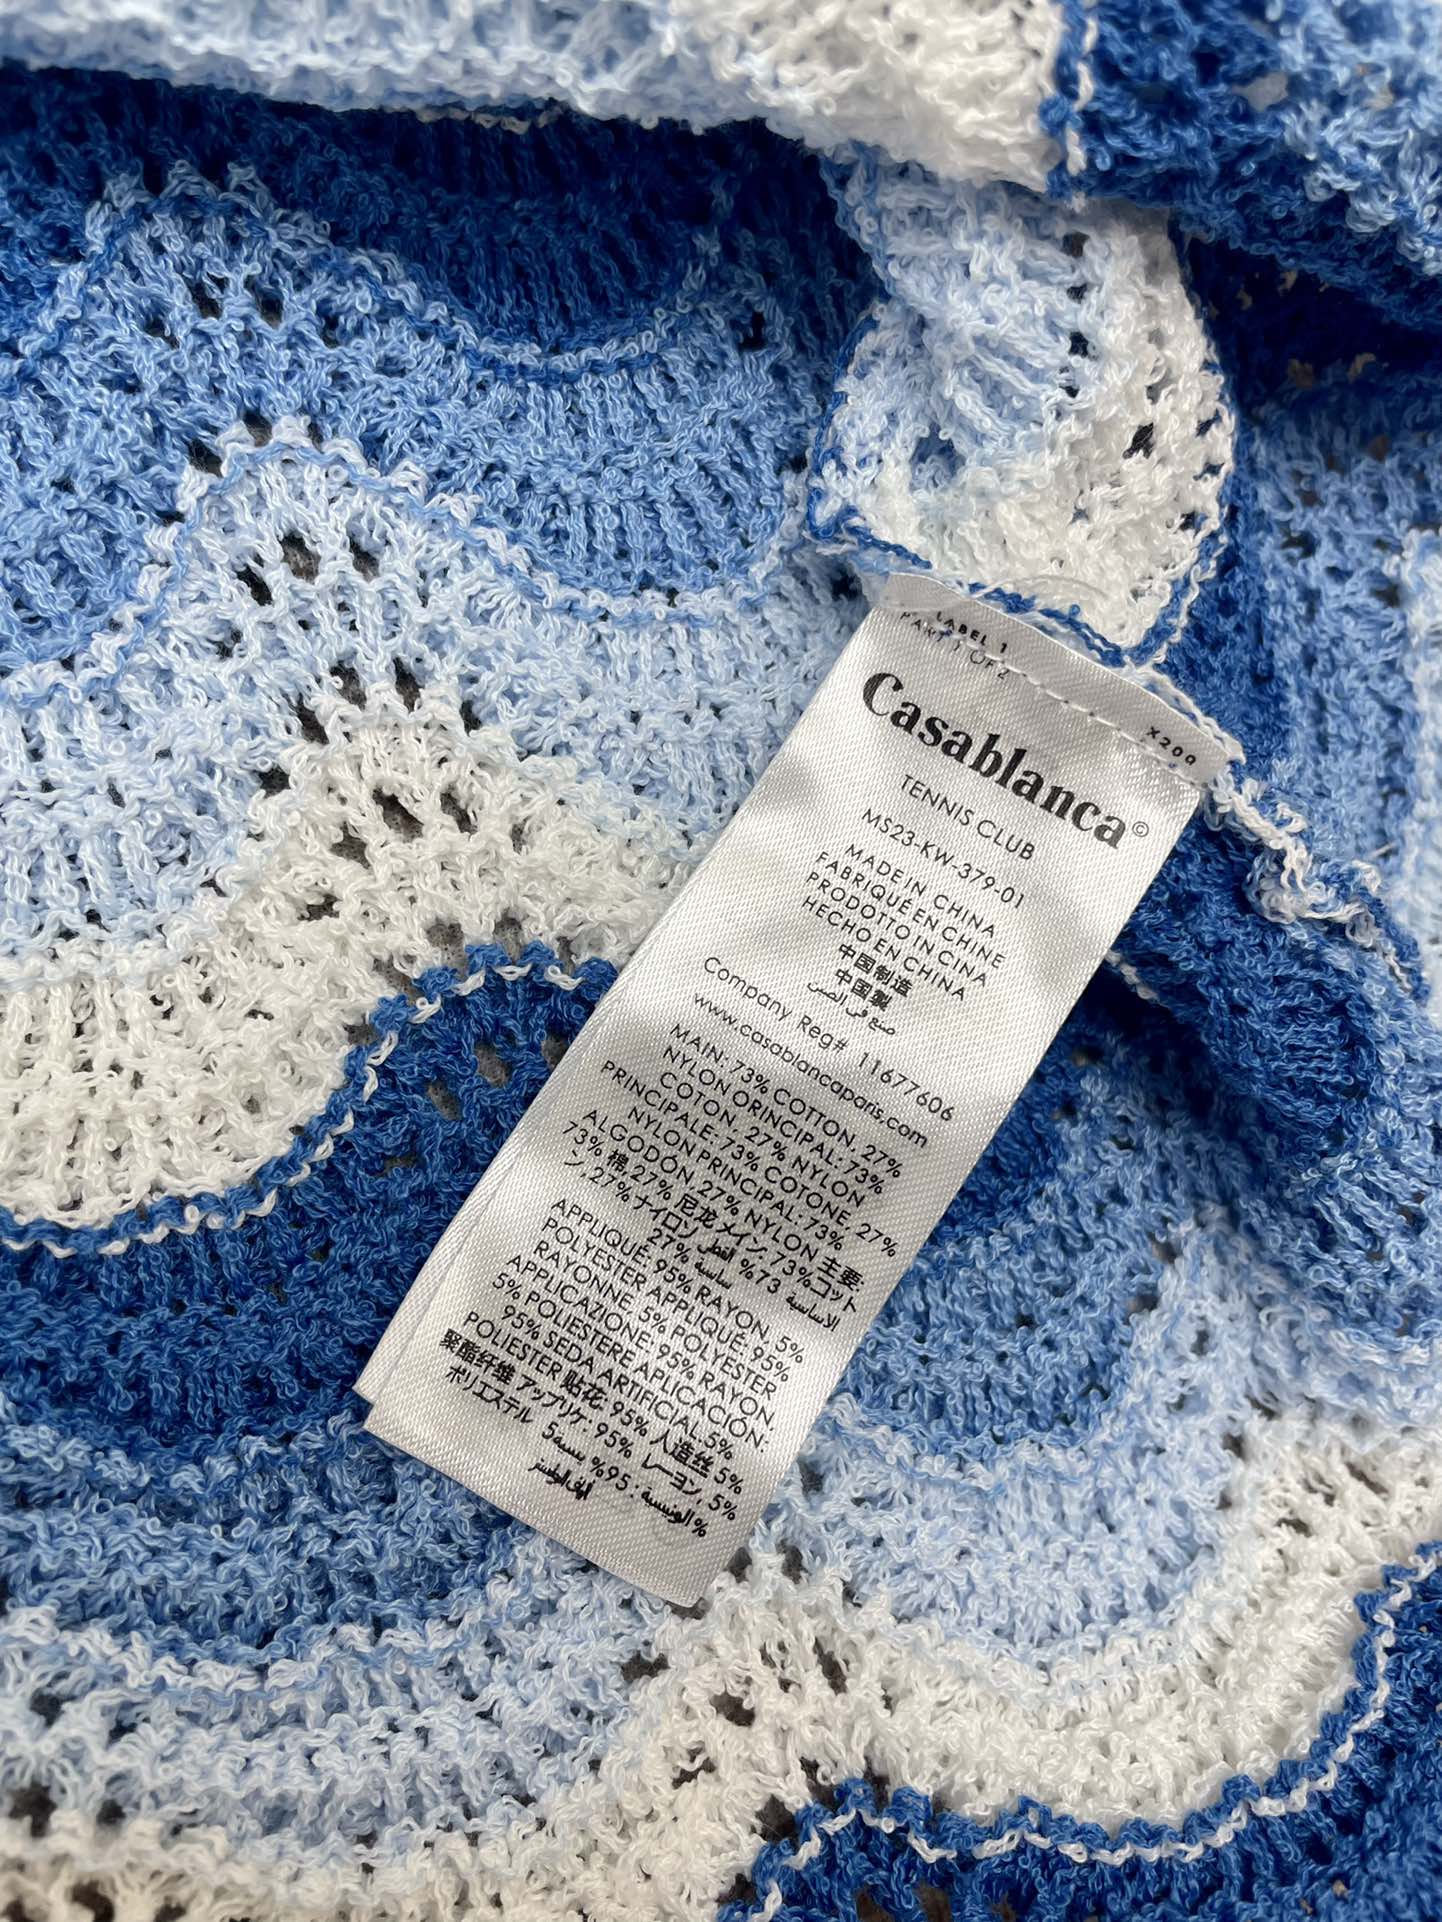 LABEL 1
PART 1 OF 2
X200
Casablanca©
TENNIS CLUB
MS23-KW-379-01
MADE IN CHINA
FABRIQUÉ EN CHINE
PRODOTTO IN CINA
HECHO EN CHINA
中国制造
中国製
صنع في الصين
Company Reg# 11677606
www.casablancaparis.com
MAIN: 73% COTTON, 27%
NYLON ORINCIPAL: 73%
COTON, 27% NYLON
PRINCIPALE: 73% COTONE, 27%
NYLON PRINCIPAL: 73%
ALGODÓN, 27% NYLON 主要:
73% 棉,27% 尼龙 メイン: 73%コット
ン,27% ナイロン الاساسية 73% القطن
27%
APPLIQUÉ: 95% RAYON, 5%
POLYESTER APPLIQUÉ: 95%
RAYONNE, 5% POLYESTER
APPLICAZIONE: 95% RAYON,
5% POLIESTERE APLICACIÓN:
95% SEDA ARTIFICIAL.5%
POLIESTER 贴花: 95% 人造丝 5%
聚酯纤维 アップリケ: 95% レーヨン, 5%
ポリエステル